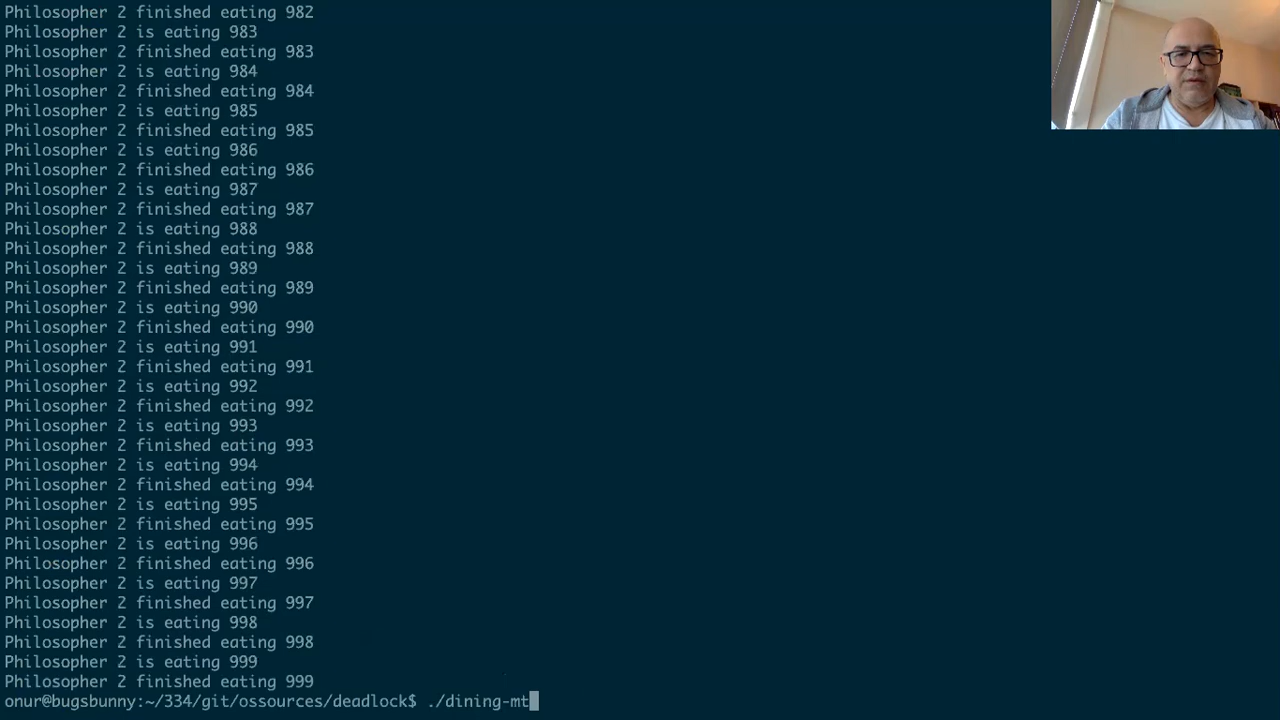 Philosopher 2 finished eating 982
Philosopher 2 is eating 983
Philosopher 2 finished eating 983
Philosopher 2 is eating 984
Philosopher 2 finished eating 984
Philosopher 2 is eating 985
Philosopher 2 finished eating 985
Philosopher 2 is eating 986
Philosopher 2 finished eating 986
Philosopher 2 is eating 987
Philosopher 2 finished eating 987
Philosopher 2 is eating 988
Philosopher 2 finished eating 988
Philosopher 2 is eating 989
Philosopher 2 finished eating 989
Philosopher 2 is eating 990
Philosopher 2 finished eating 990
Philosopher 2 is eating 991
Philosopher 2 finished eating 991
Philosopher 2 is eating 992
Philosopher 2 finished eating 992
Philosopher 2 is eating 993
Philosopher 2 finished eating 993
Philosopher 2 is eating 994
Philosopher 2 finished eating 994
Philosopher 2 is eating 995
Philosopher 2 finished eating 995
Philosopher 2 is eating 996
Philosopher 2 finished eating 996
Philosopher 2 is eating 997
Philosopher 2 finished eating 997
Philosopher 2 is eating 998
Philosopher 2 finished eating 998
Philosopher 2 is eating 999
Philosopher 2 finished eating 999
onur@bugsbunny:~/334/git/ossources/deadlock$ ./dining-mt